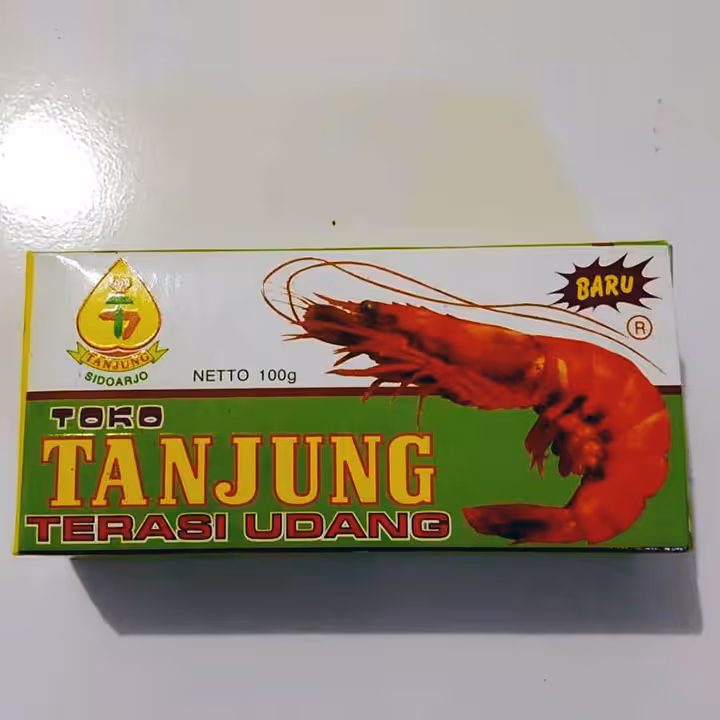 TANJUNG
SIDOARJO
NETTO 100g
BARU
®
TOKO
TANJUNG
TERASI UDANG